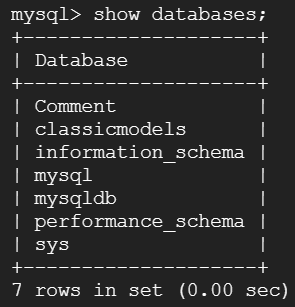 mysql> show databases;
+--------------------+
| Database           |
+--------------------+
| Comment            |
| classicmodels      |
| information_schema |
| mysql              |
| mysqldb            |
| performance_schema |
| sys                |
+--------------------+
7 rows in set (0.00 sec)